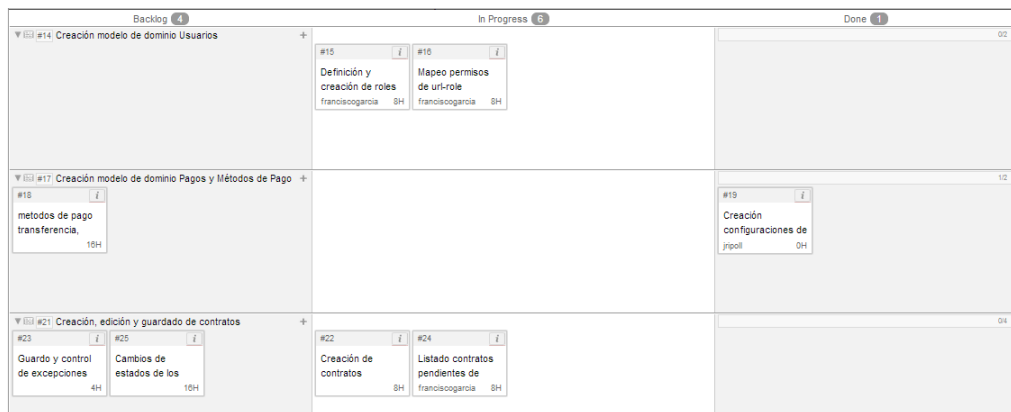 Backlog 4
In Progress 6
Done 1
#14 Creación modelo de dominio Usuarios +
0/2
#15 i
Definición y
creación de roles
franciscogarcia 8H
#16 i
Mapeo permisos
de url-role
franciscogarcia 8H
#17 Creación modelo de dominio Pagos y Métodos de Pago +
1/2
#18 i
metodos de pago
transferencia,
16H
#19 i
Creación
configuraciones de
jripoll 0H
#21 Creación, edición y guardado de contratos +
0/4
#23 i
Guardo y control
de excepciones
4H
#25 i
Cambios de
estados de los
16H
#22 i
Creación de
contratos
8H
#24 i
Listado contratos
pendientes de
franciscogarcia 8H